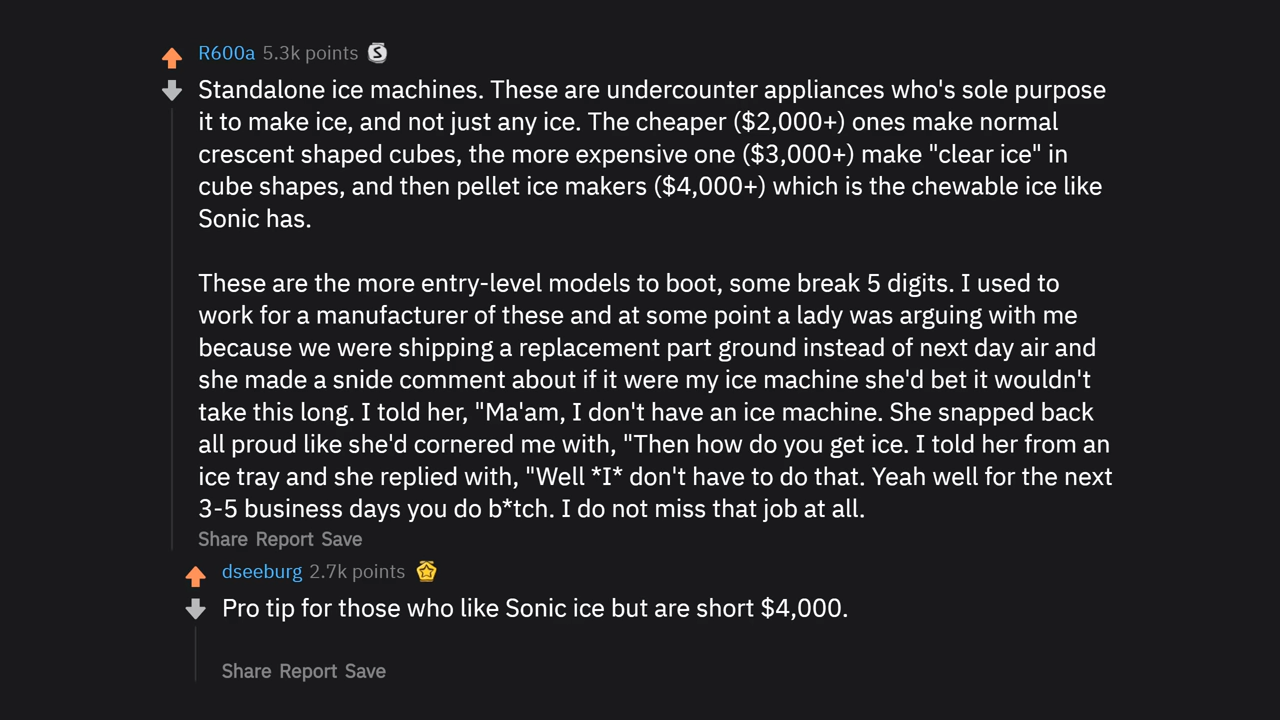 R600a 5.3k points
Standalone ice machines. These are undercounter appliances who's sole purpose
it to make ice, and not just any ice. The cheaper ($2,000+) ones make normal
crescent shaped cubes, the more expensive one ($3,000+) make "clear ice" in
cube shapes, and then pellet ice makers ($4,000+) which is the chewable ice like
Sonic has.
These are the more entry-level models to boot, some break 5 digits. I used to
work for a manufacturer of these and at some point a lady was arguing with me
because we were shipping a replacement part ground instead of next day air and
she made a snide comment about if it were my ice machine she'd bet it wouldn't
take this long. I told her, "Ma'am, I don't have an ice machine. She snapped back
all proud like she'd cornered me with, "Then how do you get ice. I told her from an
ice tray and she replied with, "Well *I* don't have to do that. Yeah well for the next
3-5 business days you do b*tch. I do not miss that job at all.
Share Report Save
dseeburg 2.7k points
Pro tip for those who like Sonic ice but are short $4,000.
Share Report Save